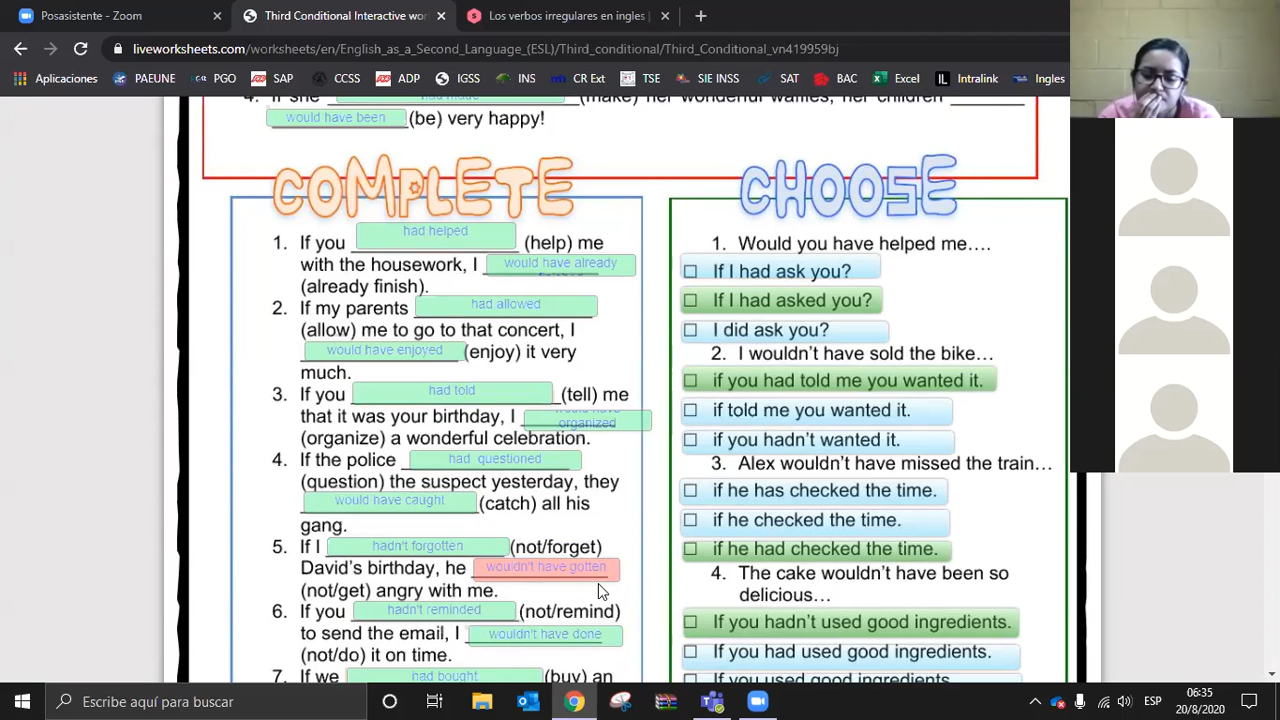 Posasistente - Zoom
Third Conditional Interactive wor
Los verbos irregulares en ingles |
liveworksheets.com/worksheets/en/English_as_a_Second_Language_(ESL)/Third_conditional/Third_Conditional_vn419959bj
Aplicaciones PAEUNE PGO SAP CCSS ADP IGSS INS CR Ext TSE SIE INSS SAT BAC Excel Intralink Ingles
4. If she had made (make) her wonderful waffles, her children
would have been (be) very happy!
COMPLETE
1. If you had helped (help) me
with the housework, I would have already
(already finish).
2. If my parents had allowed
(allow) me to go to that concert, I
would have enjoyed (enjoy) it very
much.
3. If you had told (tell) me
that it was your birthday, I would have organized
(organize) a wonderful celebration.
4. If the police had questioned
(question) the suspect yesterday, they
would have caught (catch) all his
gang.
5. If I hadn't forgotten (not/forget)
David's birthday, he wouldn't have gotten
(not/get) angry with me.
6. If you hadn't reminded (not/remind)
to send the email, I wouldn't have done
(not/do) it on time.
7. If we had bought (buy) an
CHOOSE
1. Would you have helped me….
If I had ask you?
If I had asked you?
I did ask you?
2. I wouldn't have sold the bike…
if you had told me you wanted it.
if told me you wanted it.
if you hadn't wanted it.
3. Alex wouldn't have missed the train…
if he has checked the time.
if he checked the time.
if he had checked the time.
4. The cake wouldn't have been so
delicious…
If you hadn't used good ingredients.
If you had used good ingredients.
If you used good ingredients.
Escribe aquí para buscar
ESP
06:35
20/8/2020